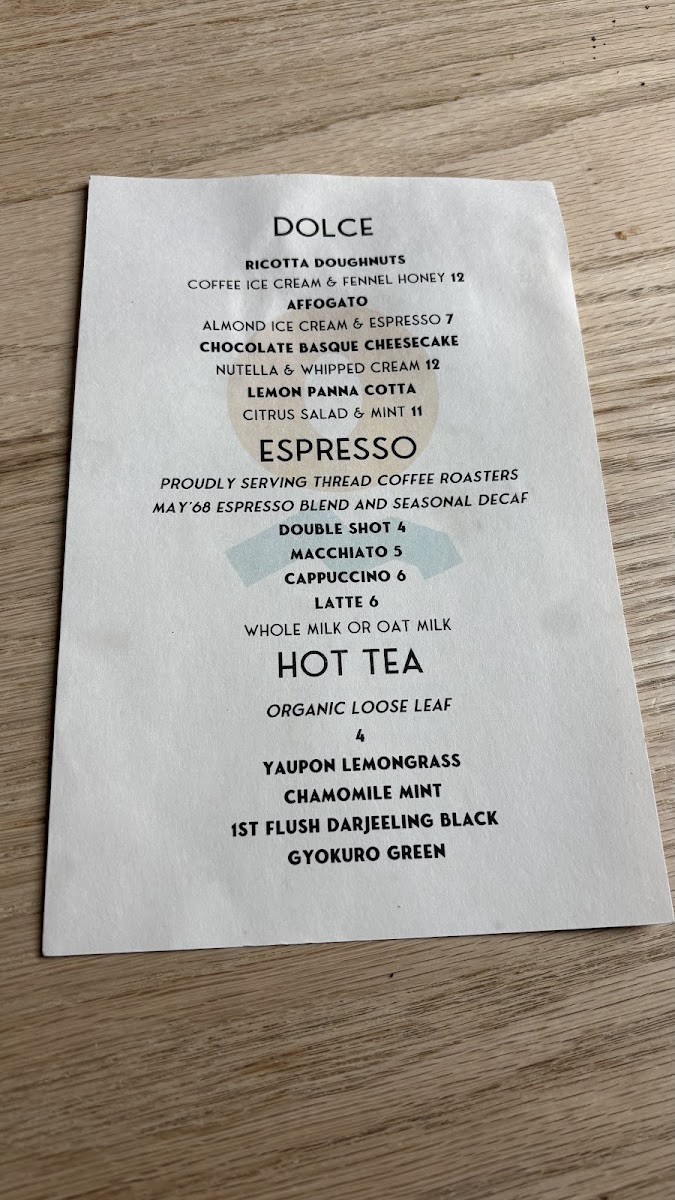 DOLCE
RICOTTA DOUGHNUTS
COFFEE ICE CREAM & FENNEL HONEY 12
AFFOGATO
ALMOND ICE CREAM & ESPRESSO 7
CHOCOLATE BASQUE CHEESECAKE
NUTELLA & WHIPPED CREAM 12
LEMON PANNA COTTA
CITRUS SALAD & MINT 11
ESPRESSO
PROUDLY SERVING THREAD COFFEE ROASTERS
MAY'68 ESPRESSO BLEND AND SEASONAL DECAF
DOUBLE SHOT 4
MACCHIATO 5
CAPPUCCINO 6
LATTE 6
WHOLE MILK OR OAT MILK
HOT TEA
ORGANIC LOOSE LEAF
4
YAUPON LEMONGRASS
CHAMOMILE MINT
1ST FLUSH DARJEELING BLACK
GYOKURO GREEN